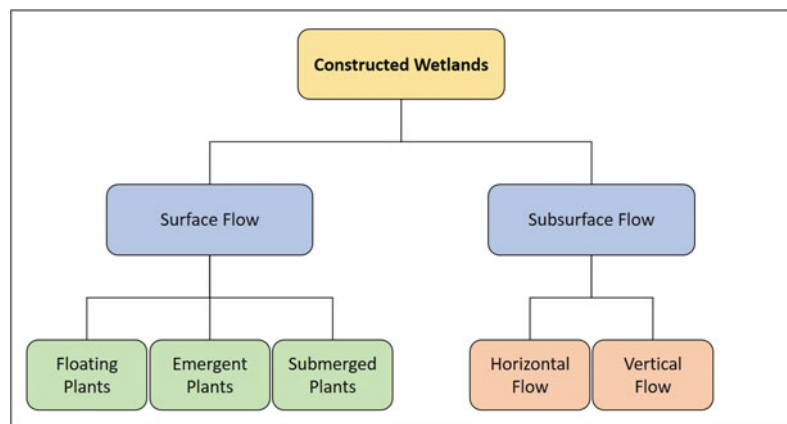 Constructed Wetlands
Surface Flow
Subsurface Flow
Floating
Plants
Emergent
Plants
Submerged
Plants
Horizontal
Flow
Vertical
Flow